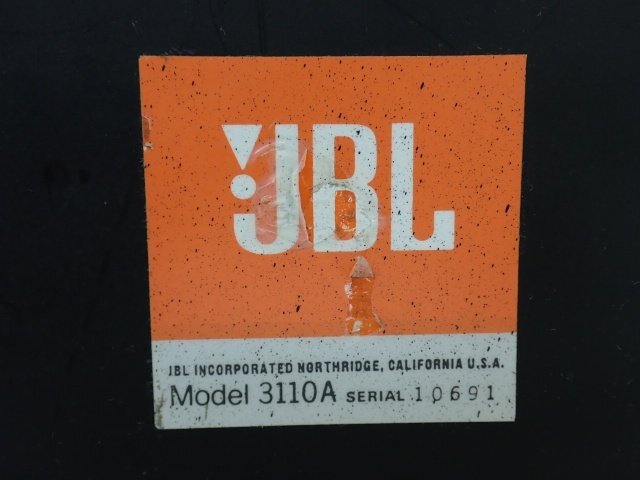 JBL
JBL INCORPORATED NORTHRIDGE, CALIFORNIA U.S.A.
Model 3110A SERIAL 10691